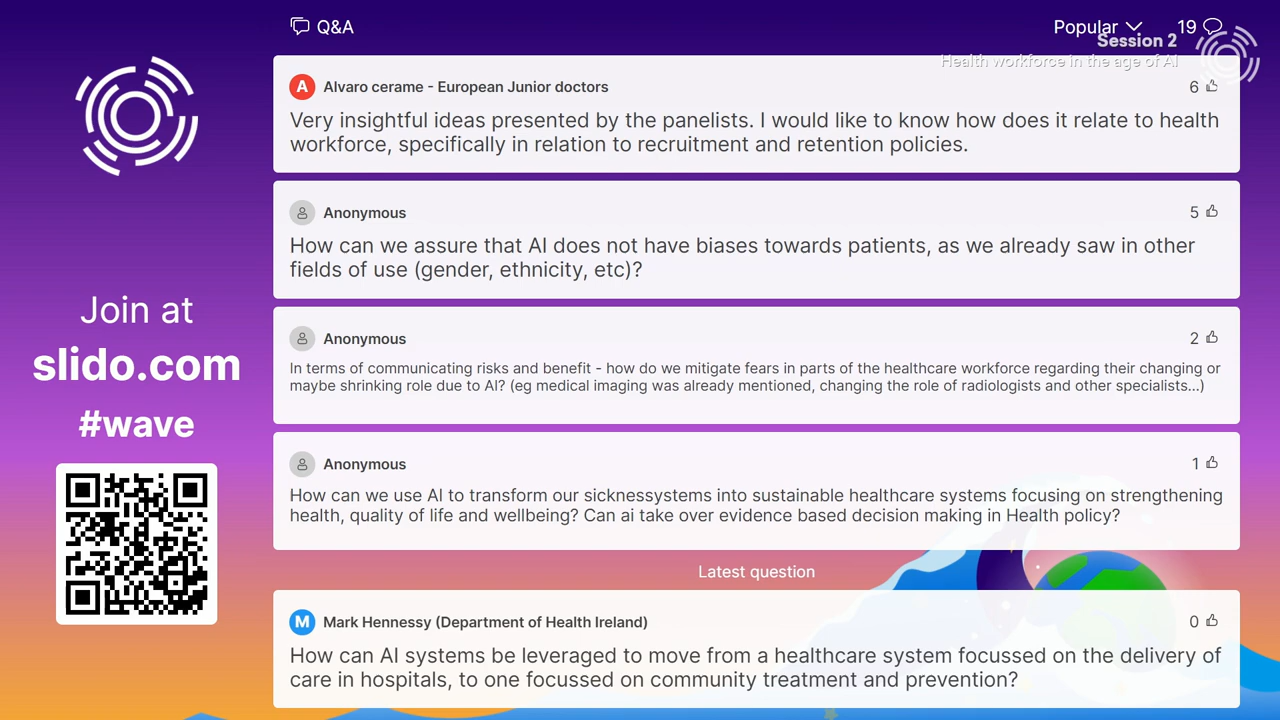 Q&A
Popular
19
Session 2
Health workforce in the age of AI
A
Alvaro cerame - European Junior doctors
6
Very insightful ideas presented by the panelists. I would like to know how does it relate to health
workforce, specifically in relation to recruitment and retention policies.
Anonymous
5
How can we assure that AI does not have biases towards patients, as we already saw in other
fields of use (gender, ethnicity, etc)?
Join at
slido.com
#wave
Anonymous
2
In terms of communicating risks and benefit - how do we mitigate fears in parts of the healthcare workforce regarding their changing or
maybe shrinking role due to AI? (eg medical imaging was already mentioned, changing the role of radiologists and other specialists...)
Anonymous
1
How can we use AI to transform our sicknessystems into sustainable healthcare systems focusing on strengthening
health, quality of life and wellbeing? Can ai take over evidence based decision making in Health policy?
Latest question
M
Mark Hennessy (Department of Health Ireland)
0
How can AI systems be leveraged to move from a healthcare system focussed on the delivery of
care in hospitals, to one focussed on community treatment and prevention?